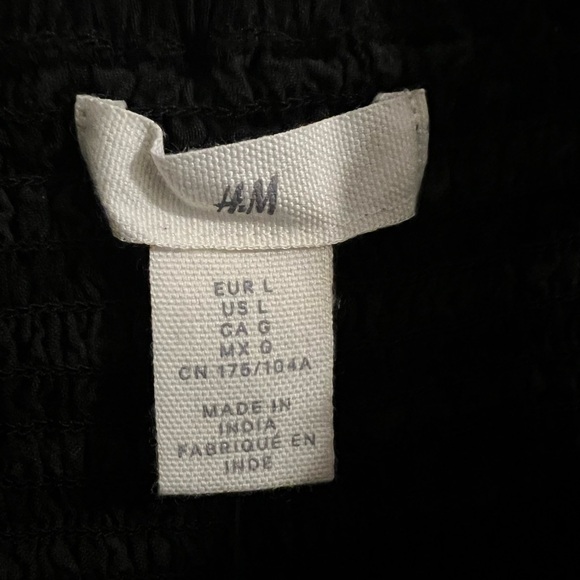 H&M
EUR L
US L
CA G
MX G
CN 175/104A
MADE IN
INDIA
FABRIQUÉ EN
INDE